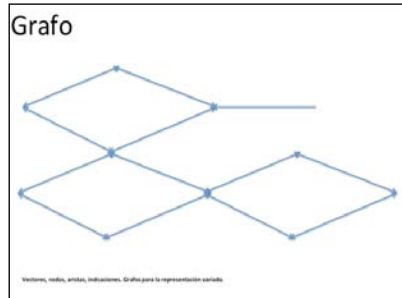 Grafo
Vectores, nodos, aristas, indicaciones. Grafos para la representación variada.